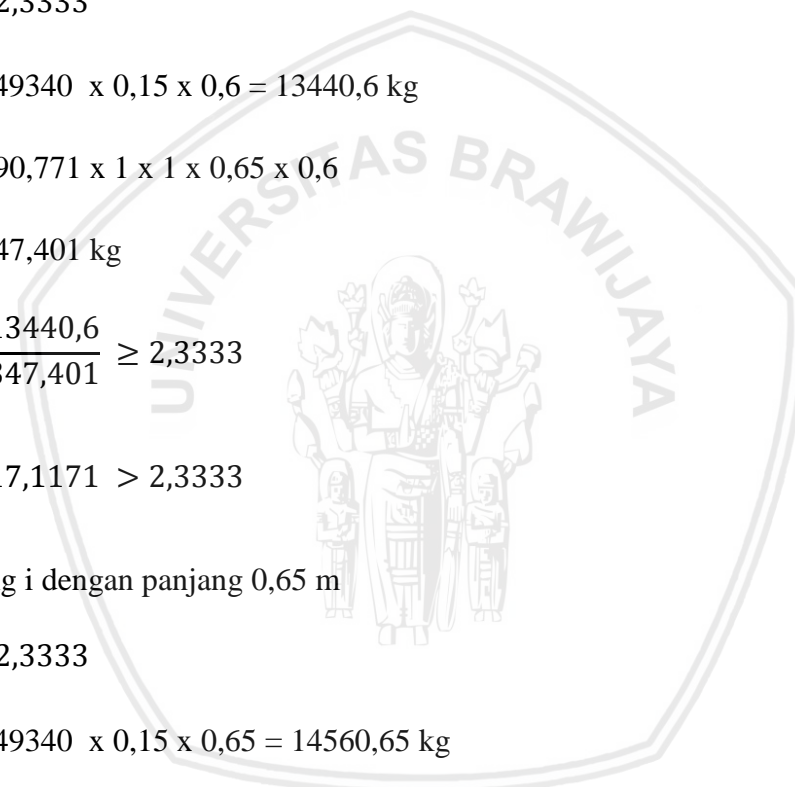 2,3333
49340 x 0,15 x 0,6 = 13440,6 kg
90,771 x 1 x 1 x 0,65 x 0,6
47,401 kg
13440,6
347,401 ≥ 2,3333
17,1171 > 2,3333
g i dengan panjang 0,65 m
2,3333
49340 x 0,15 x 0,65 = 14560,65 kg
UNIVERSITAS BRAWIJAYA